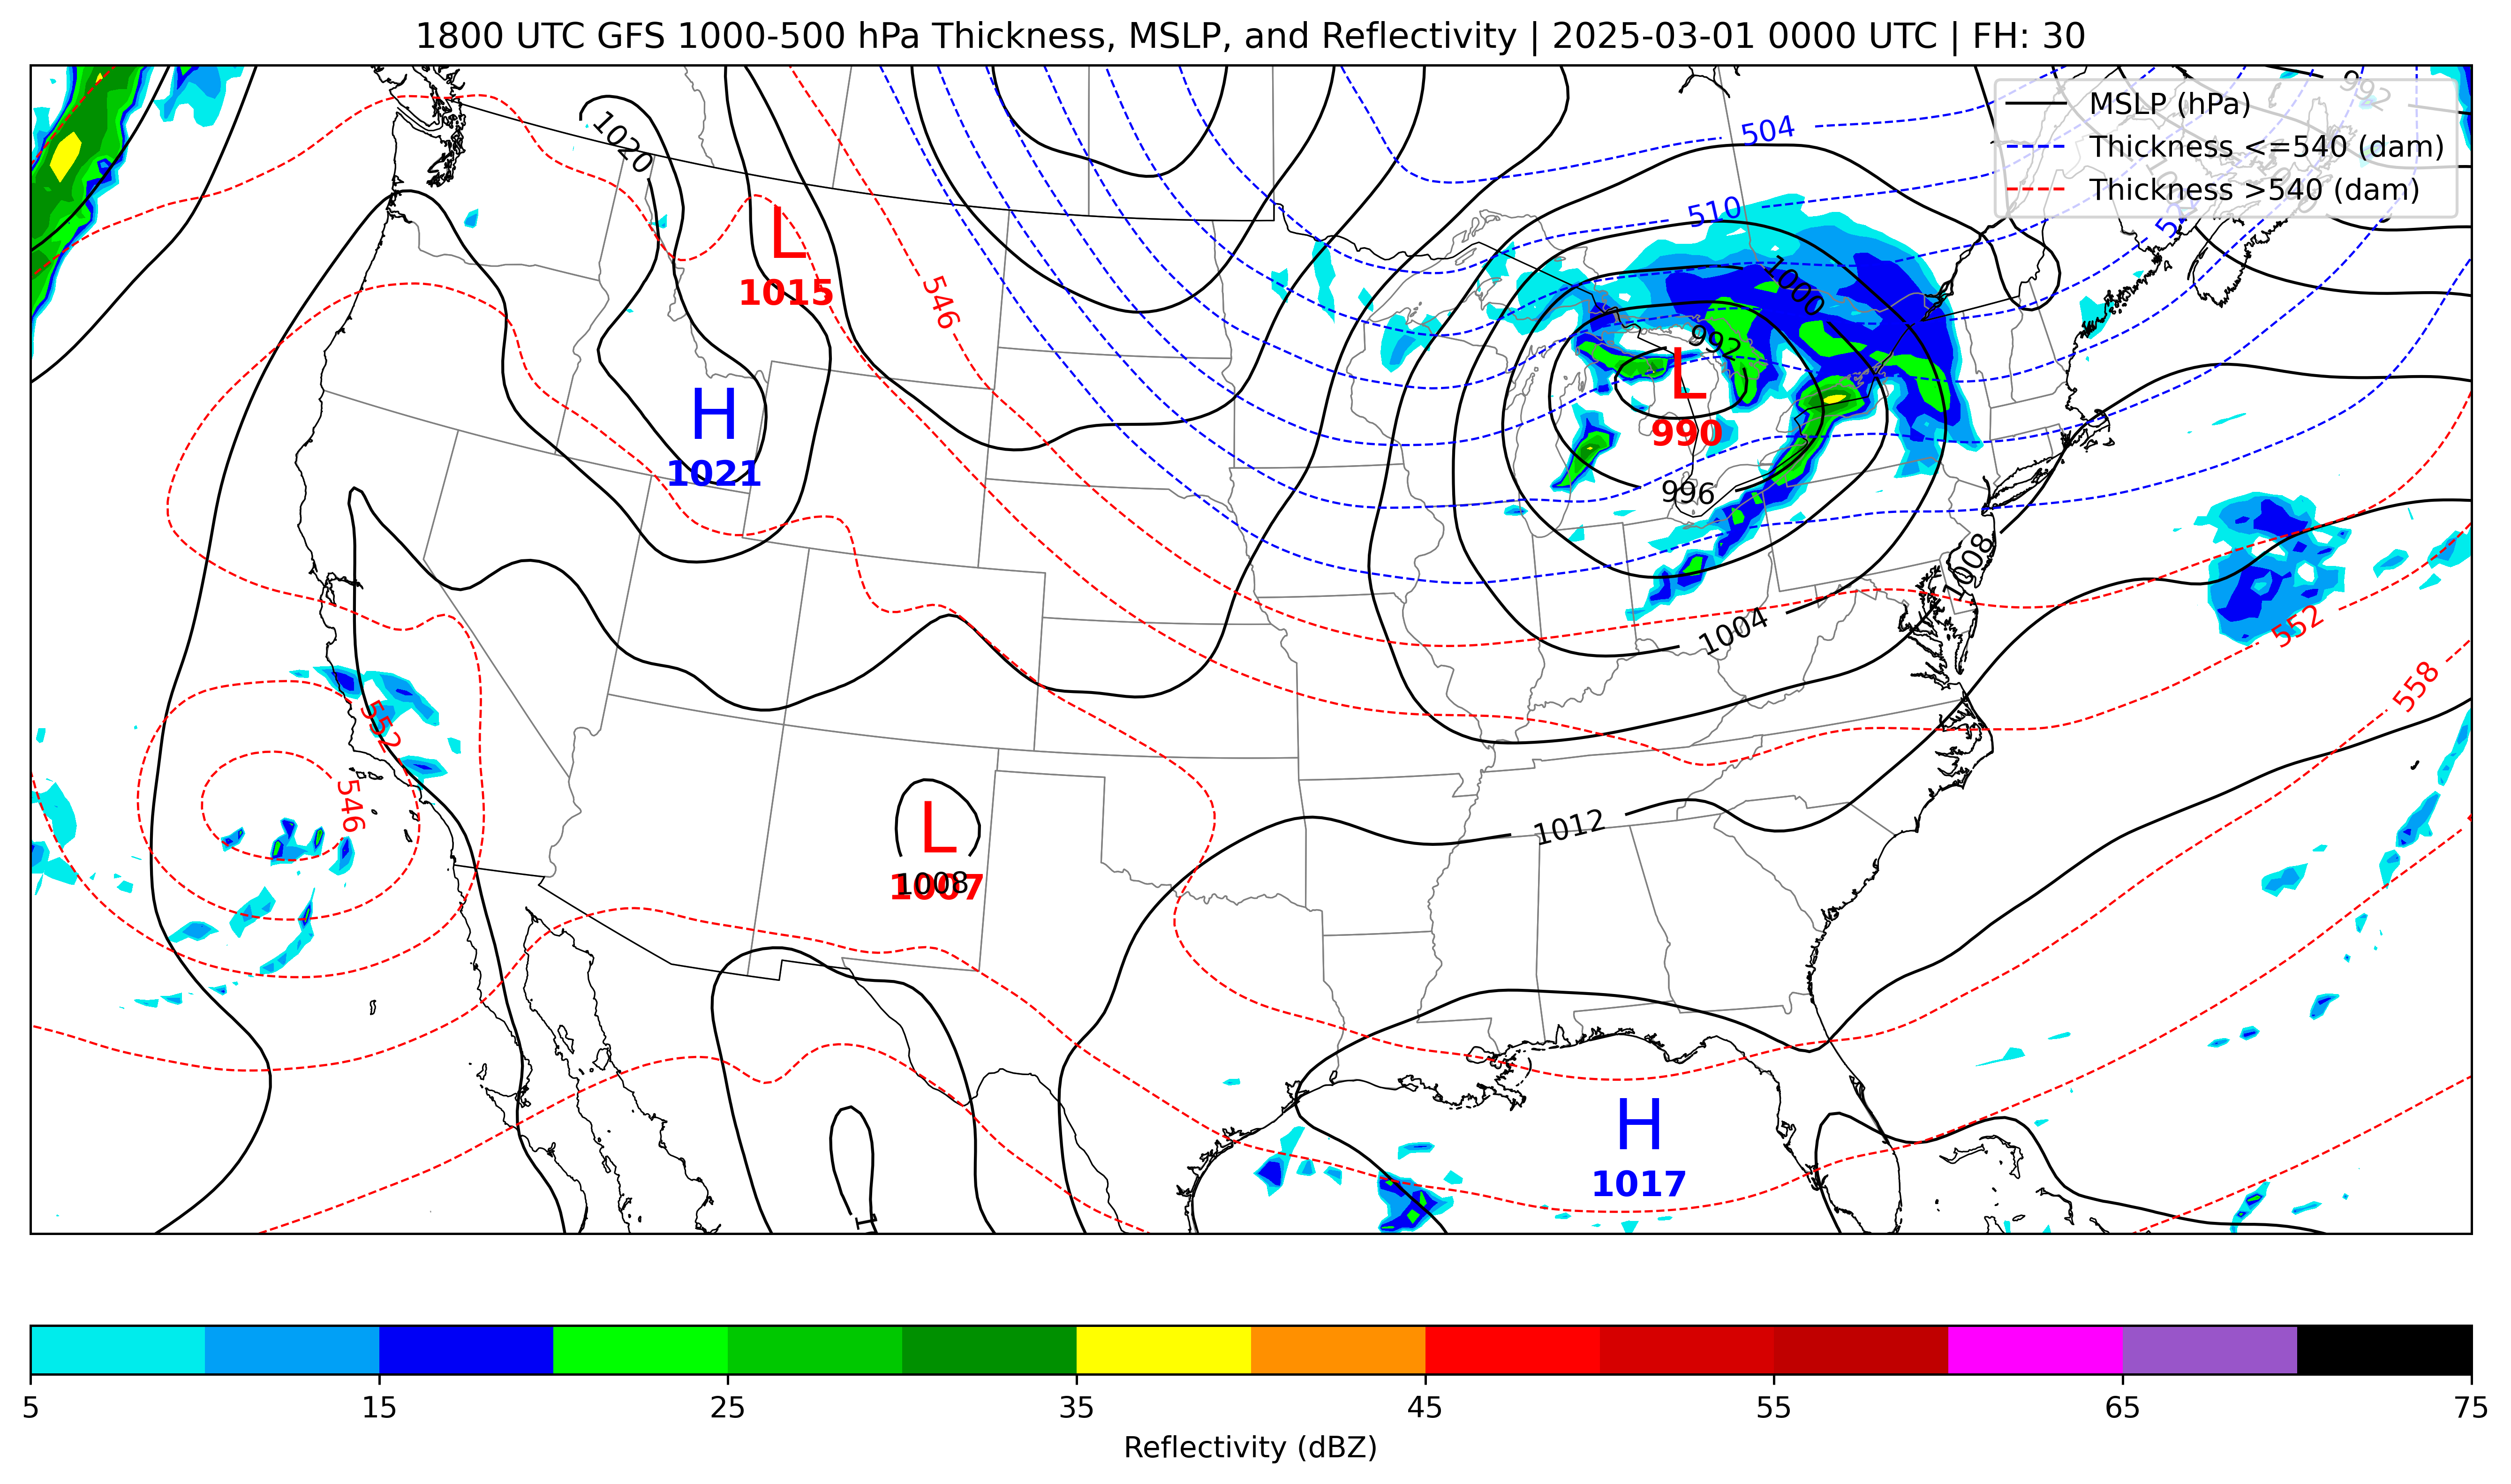 1800 UTC GFS 1000-500 hPa Thickness, MSLP, and Reflectivity | 2025-03-01 0000 UTC | FH: 30
MSLP (hPa)
Thickness <=540 (dam)
Thickness >540 (dam)
992
504
510
1020
L
1015
546
1000
992
L
990
H
1021
996
1008
1004
552
558
552
546
L
1008
1007
1012
H
1017
5 15 25 35 45 55 65 75
Reflectivity (dBZ)